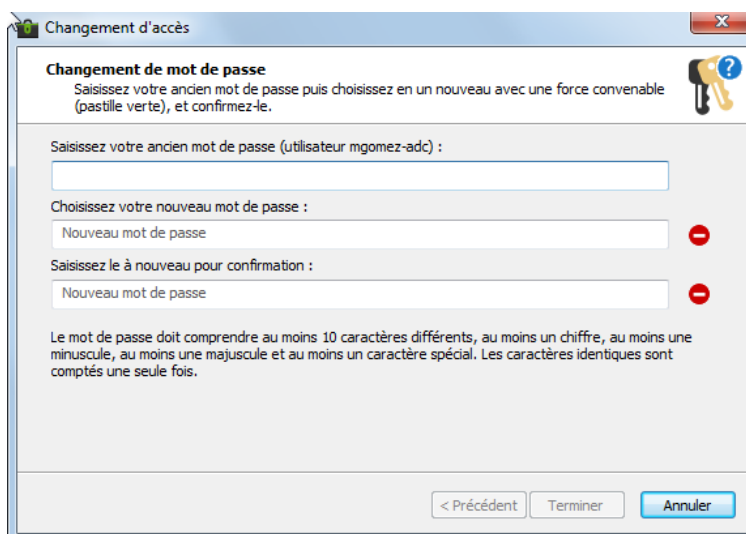 Changement d'accès
Changement de mot de passe
Saisissez votre ancien mot de passe puis choisissez en un nouveau avec une force convenable
(pastille verte), et confirmez-le.
Saisissez votre ancien mot de passe (utilisateur mgomez-adc) :
Choisissez votre nouveau mot de passe :
Nouveau mot de passe
Saisissez le à nouveau pour confirmation :
Nouveau mot de passe
Le mot de passe doit comprendre au moins 10 caractères différents, au moins un chiffre, au moins une
minuscule, au moins une majuscule et au moins un caractère spécial. Les caractères identiques sont
comptés une seule fois.
< Précédent Terminer Annuler